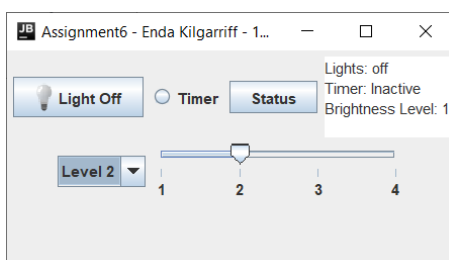 JB Assignment6 - Enda Kilgarriff - 1...
Light Off
Timer
Status
Lights: off
Timer: Inactive
Brightness Level: 1
Level 2
1 2 3 4